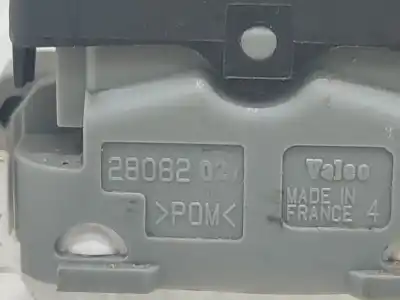 28082 02
>POM<
Valeo
MADE IN
FRANCE 4